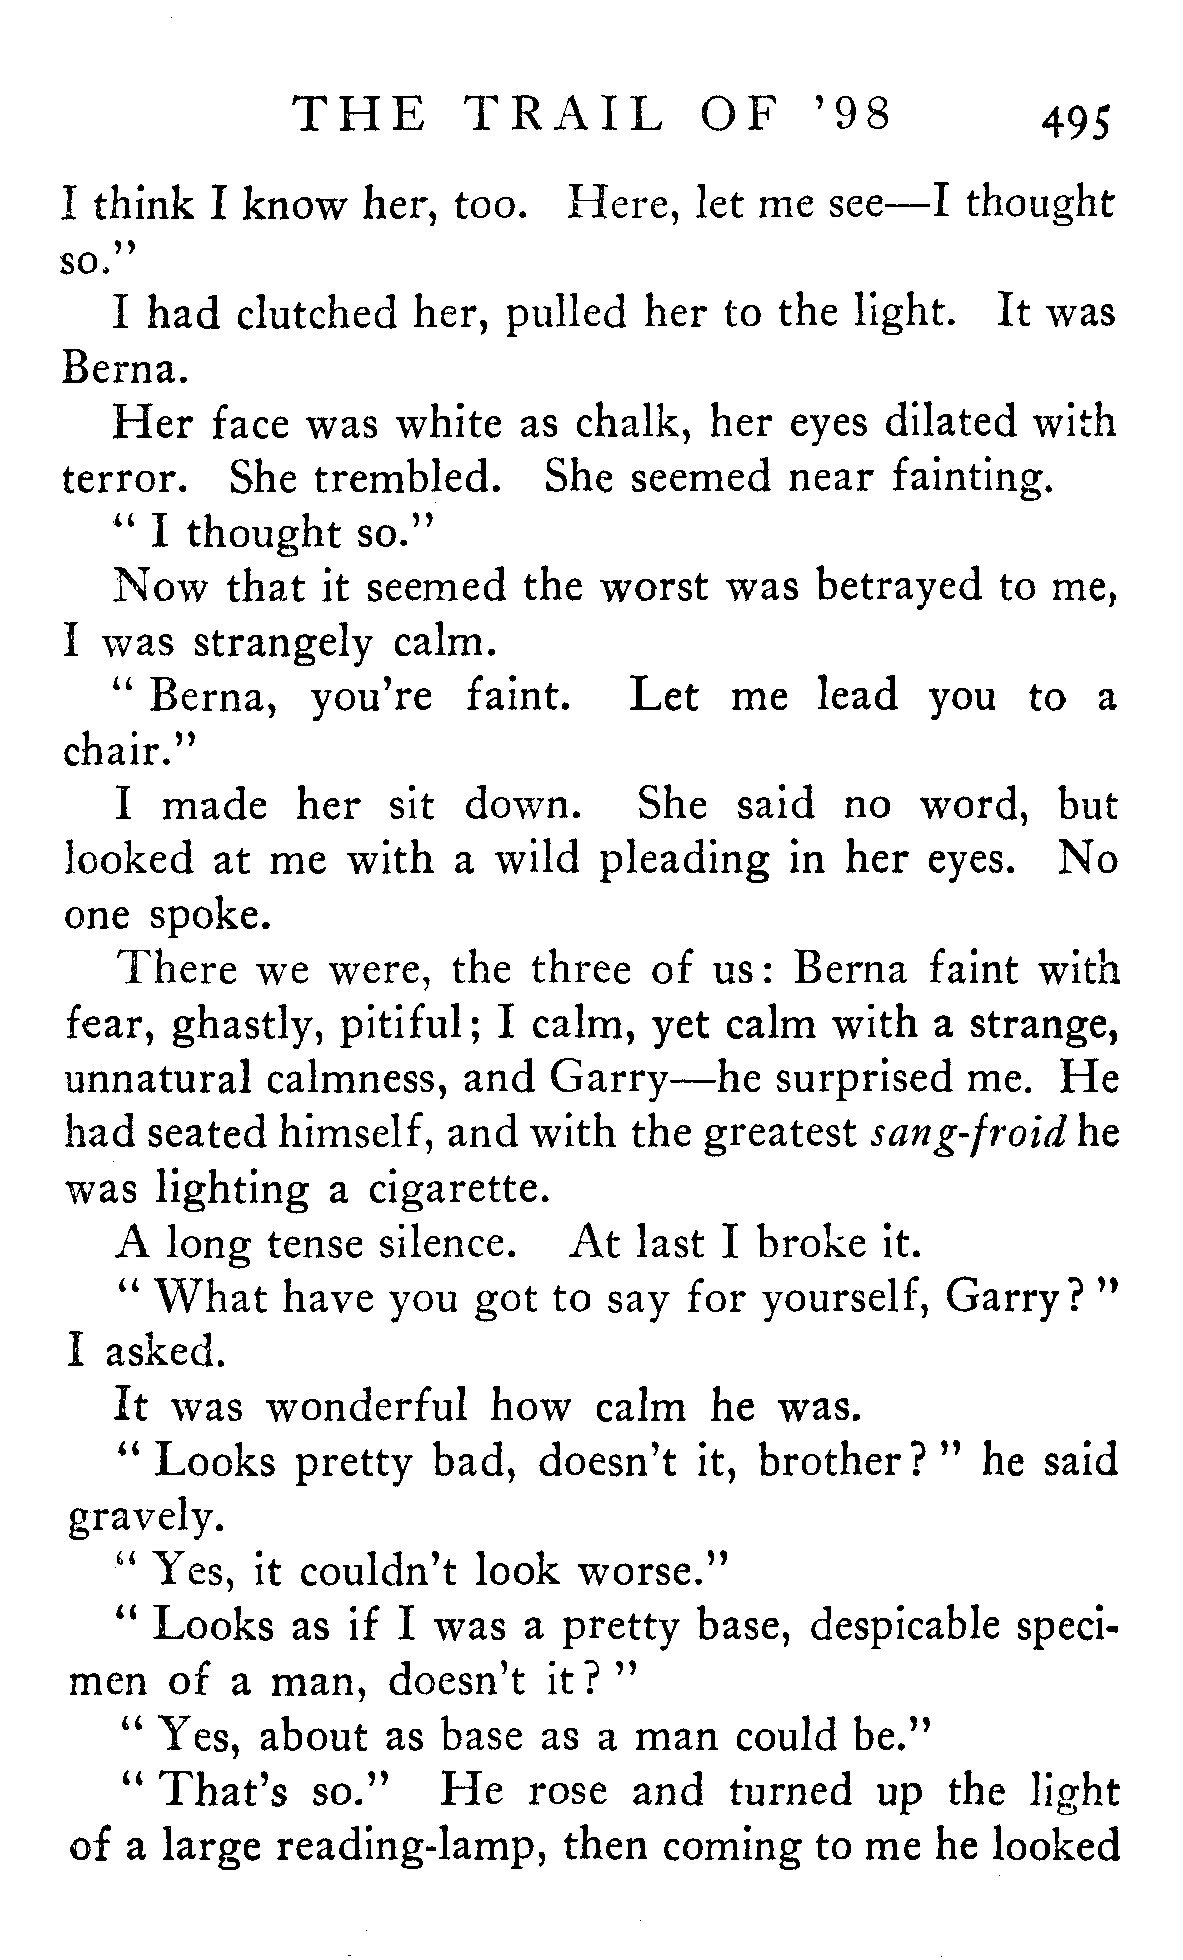 THE TRAIL OF '98 495
I think I know her, too. Here, let me see—I thought
so."
I had clutched her, pulled her to the light. It was
Berna.
Her face was white as chalk, her eyes dilated with
terror. She trembled. She seemed near fainting.
" I thought so."
Now that it seemed the worst was betrayed to me,
I was strangely calm.
" Berna, you're faint. Let me lead you to a
chair."
I made her sit down. She said no word, but
looked at me with a wild pleading in her eyes. No
one spoke.
There we were, the three of us: Berna faint with
fear, ghastly, pitiful; I calm, yet calm with a strange,
unnatural calmness, and Garry—he surprised me. He
had seated himself, and with the greatest sang-froid he
was lighting a cigarette.
A long tense silence. At last I broke it.
" What have you got to say for yourself, Garry? "
I asked.
It was wonderful how calm he was.
" Looks pretty bad, doesn't it, brother? " he said
gravely.
" Yes, it couldn't look worse."
" Looks as if I was a pretty base, despicable speci-
men of a man, doesn't it? "
" Yes, about as base as a man could be."
" That's so." He rose and turned up the light
of a large reading-lamp, then coming to me he looked